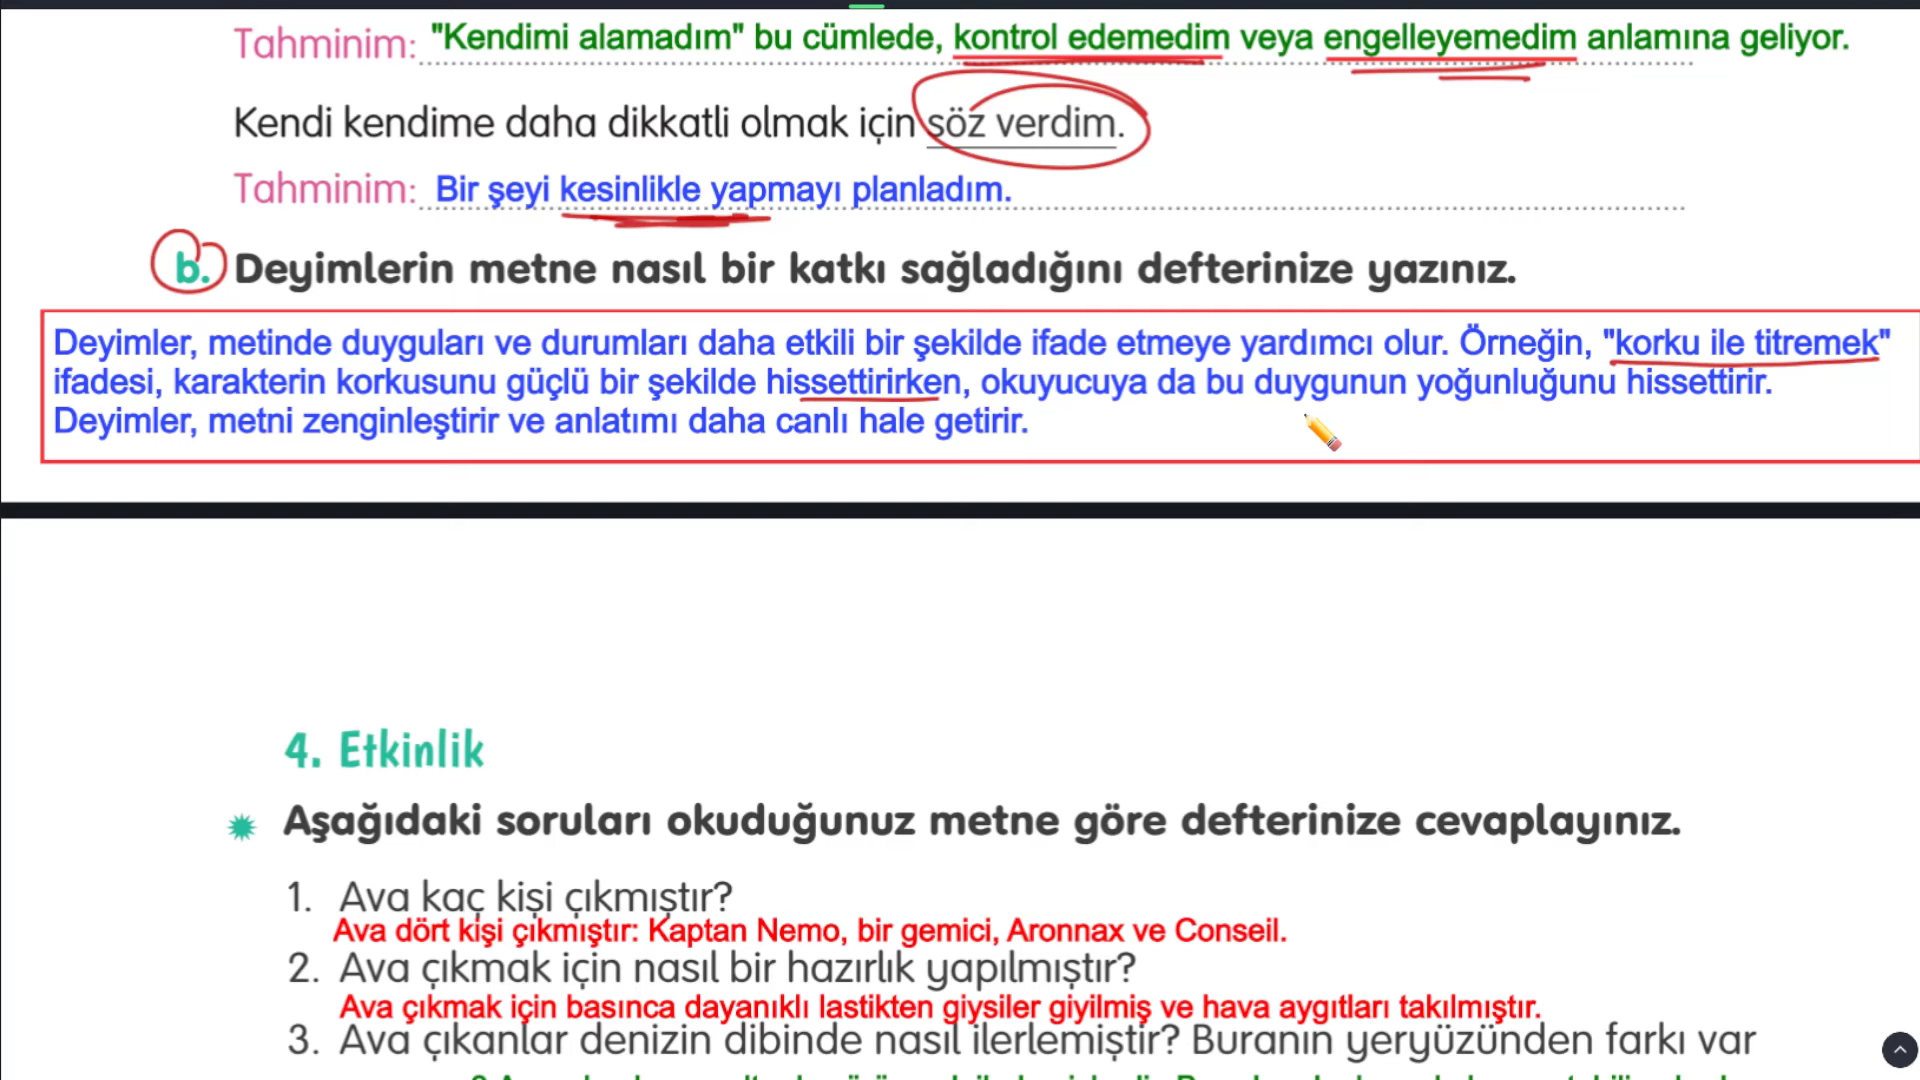 Tahminim: "Kendimi alamadım" bu cümlede, kontrol edemedim veya engelleyemedim anlamına geliyor.
Kendi kendime daha dikkatli olmak için söz verdim.
Tahminim: Bir şeyi kesinlikle yapmayı planladım.
b. Deyimlerin metne nasıl bir katkı sağladığını defterinize yazınız.
Deyimler, metinde duyguları ve durumları daha etkili bir şekilde ifade etmeye yardımcı olur. Örneğin, "korku ile titremek"
ifadesi, karakterin korkusunu güçlü bir şekilde hissettirirken, okuyucuya da bu duygunun yoğunluğunu hissettirir.
Deyimler, metni zenginleştirir ve anlatımı daha canlı hale getirir.
4. Etkinlik
Aşağıdaki soruları okuduğunuz metne göre defterinize cevaplayınız.
1. Ava kaç kişi çıkmıştır?
Ava dört kişi çıkmıştır: Kaptan Nemo, bir gemici, Aronnax ve Conseil.
2. Ava çıkmak için nasıl bir hazırlık yapılmıştır?
Ava çıkmak için basınca dayanıklı lastikten giysiler giyilmiş ve hava aygıtları takılmıştır.
3. Ava çıkanlar denizin dibinde nasıl ilerlemiştir? Buranın yeryüzünden farkı var